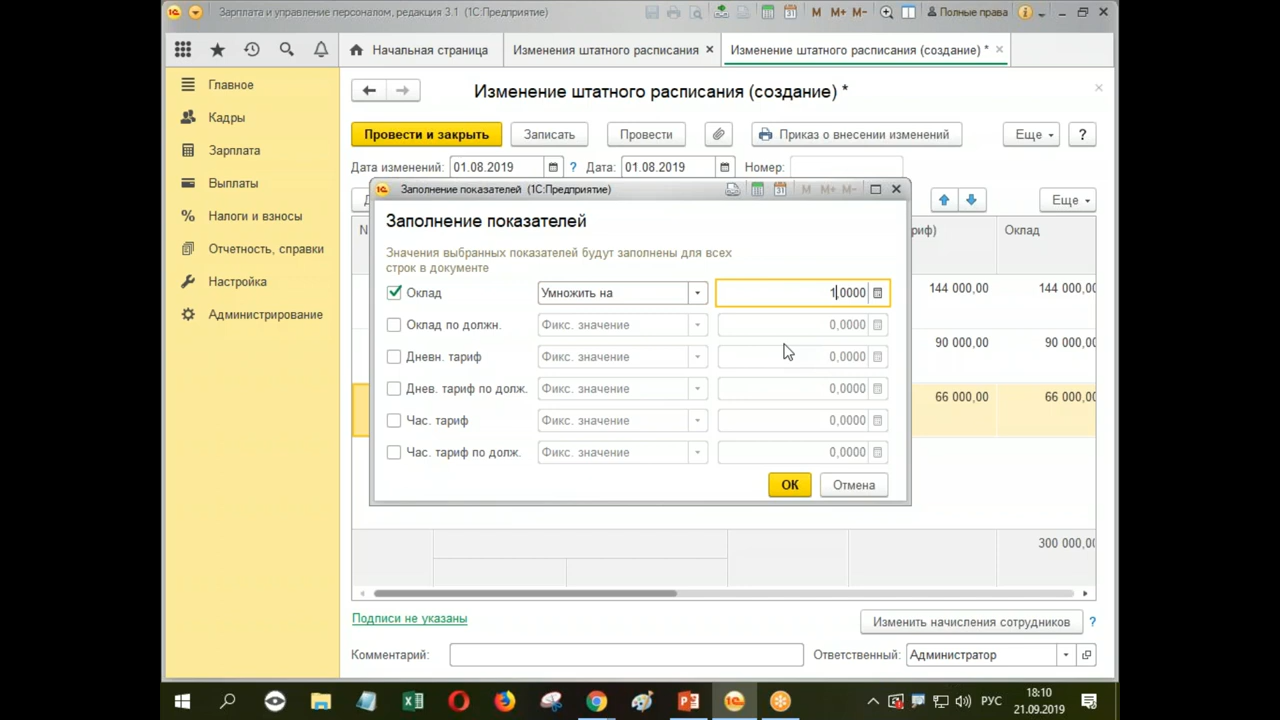 Зарплата и управление персоналом, редакция 3.1 (1С:Предприятие)
M M+ M− Полные права
Начальная страница
Изменения штатного расписания
Изменение штатного расписания (создание) *
Главное
Кадры
Зарплата
Выплаты
Налоги и взносы
Отчетность, справки
Настройка
Администрирование
Изменение штатного расписания (создание) *
Провести и закрыть Записать Провести Приказ о внесении изменений Еще ?
Дата изменений: 01.08.2019 ? Дата: 01.08.2019 Номер:
Заполнение показателей (1С:Предприятие) M M+ M−
Еще
Заполнение показателей
Оклад
Значения выбранных показателей будут заполнены для всех
строк в документе
Оклад Умножить на 1,0000
144 000,00 144 000,00
Оклад по должн. Фикс. значение 0,0000
90 000,00 90 000,00
Дневн. тариф Фикс. значение 0,0000
Днев. тариф по долж. Фикс. значение 0,0000
66 000,00 66 000,00
Час. тариф Фикс. значение 0,0000
Час. тариф по долж. Фикс. значение 0,0000
ОК Отмена
300 000,00
Подписи не указаны
Изменить начисления сотрудников ?
Комментарий: Ответственный: Администратор
РУС
18:10
21.09.2019